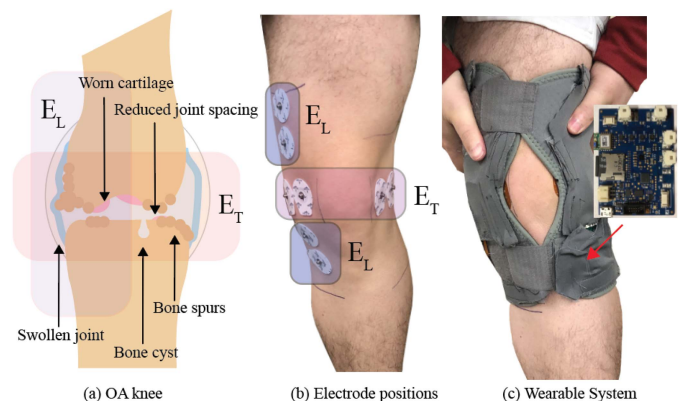 Worn cartilage
Reduced joint spacing
E_L
E_T
Swollen joint
Bone cyst
Bone spurs
(a) OA knee
E_L
E_T
E_L
(b) Electrode positions
(c) Wearable System